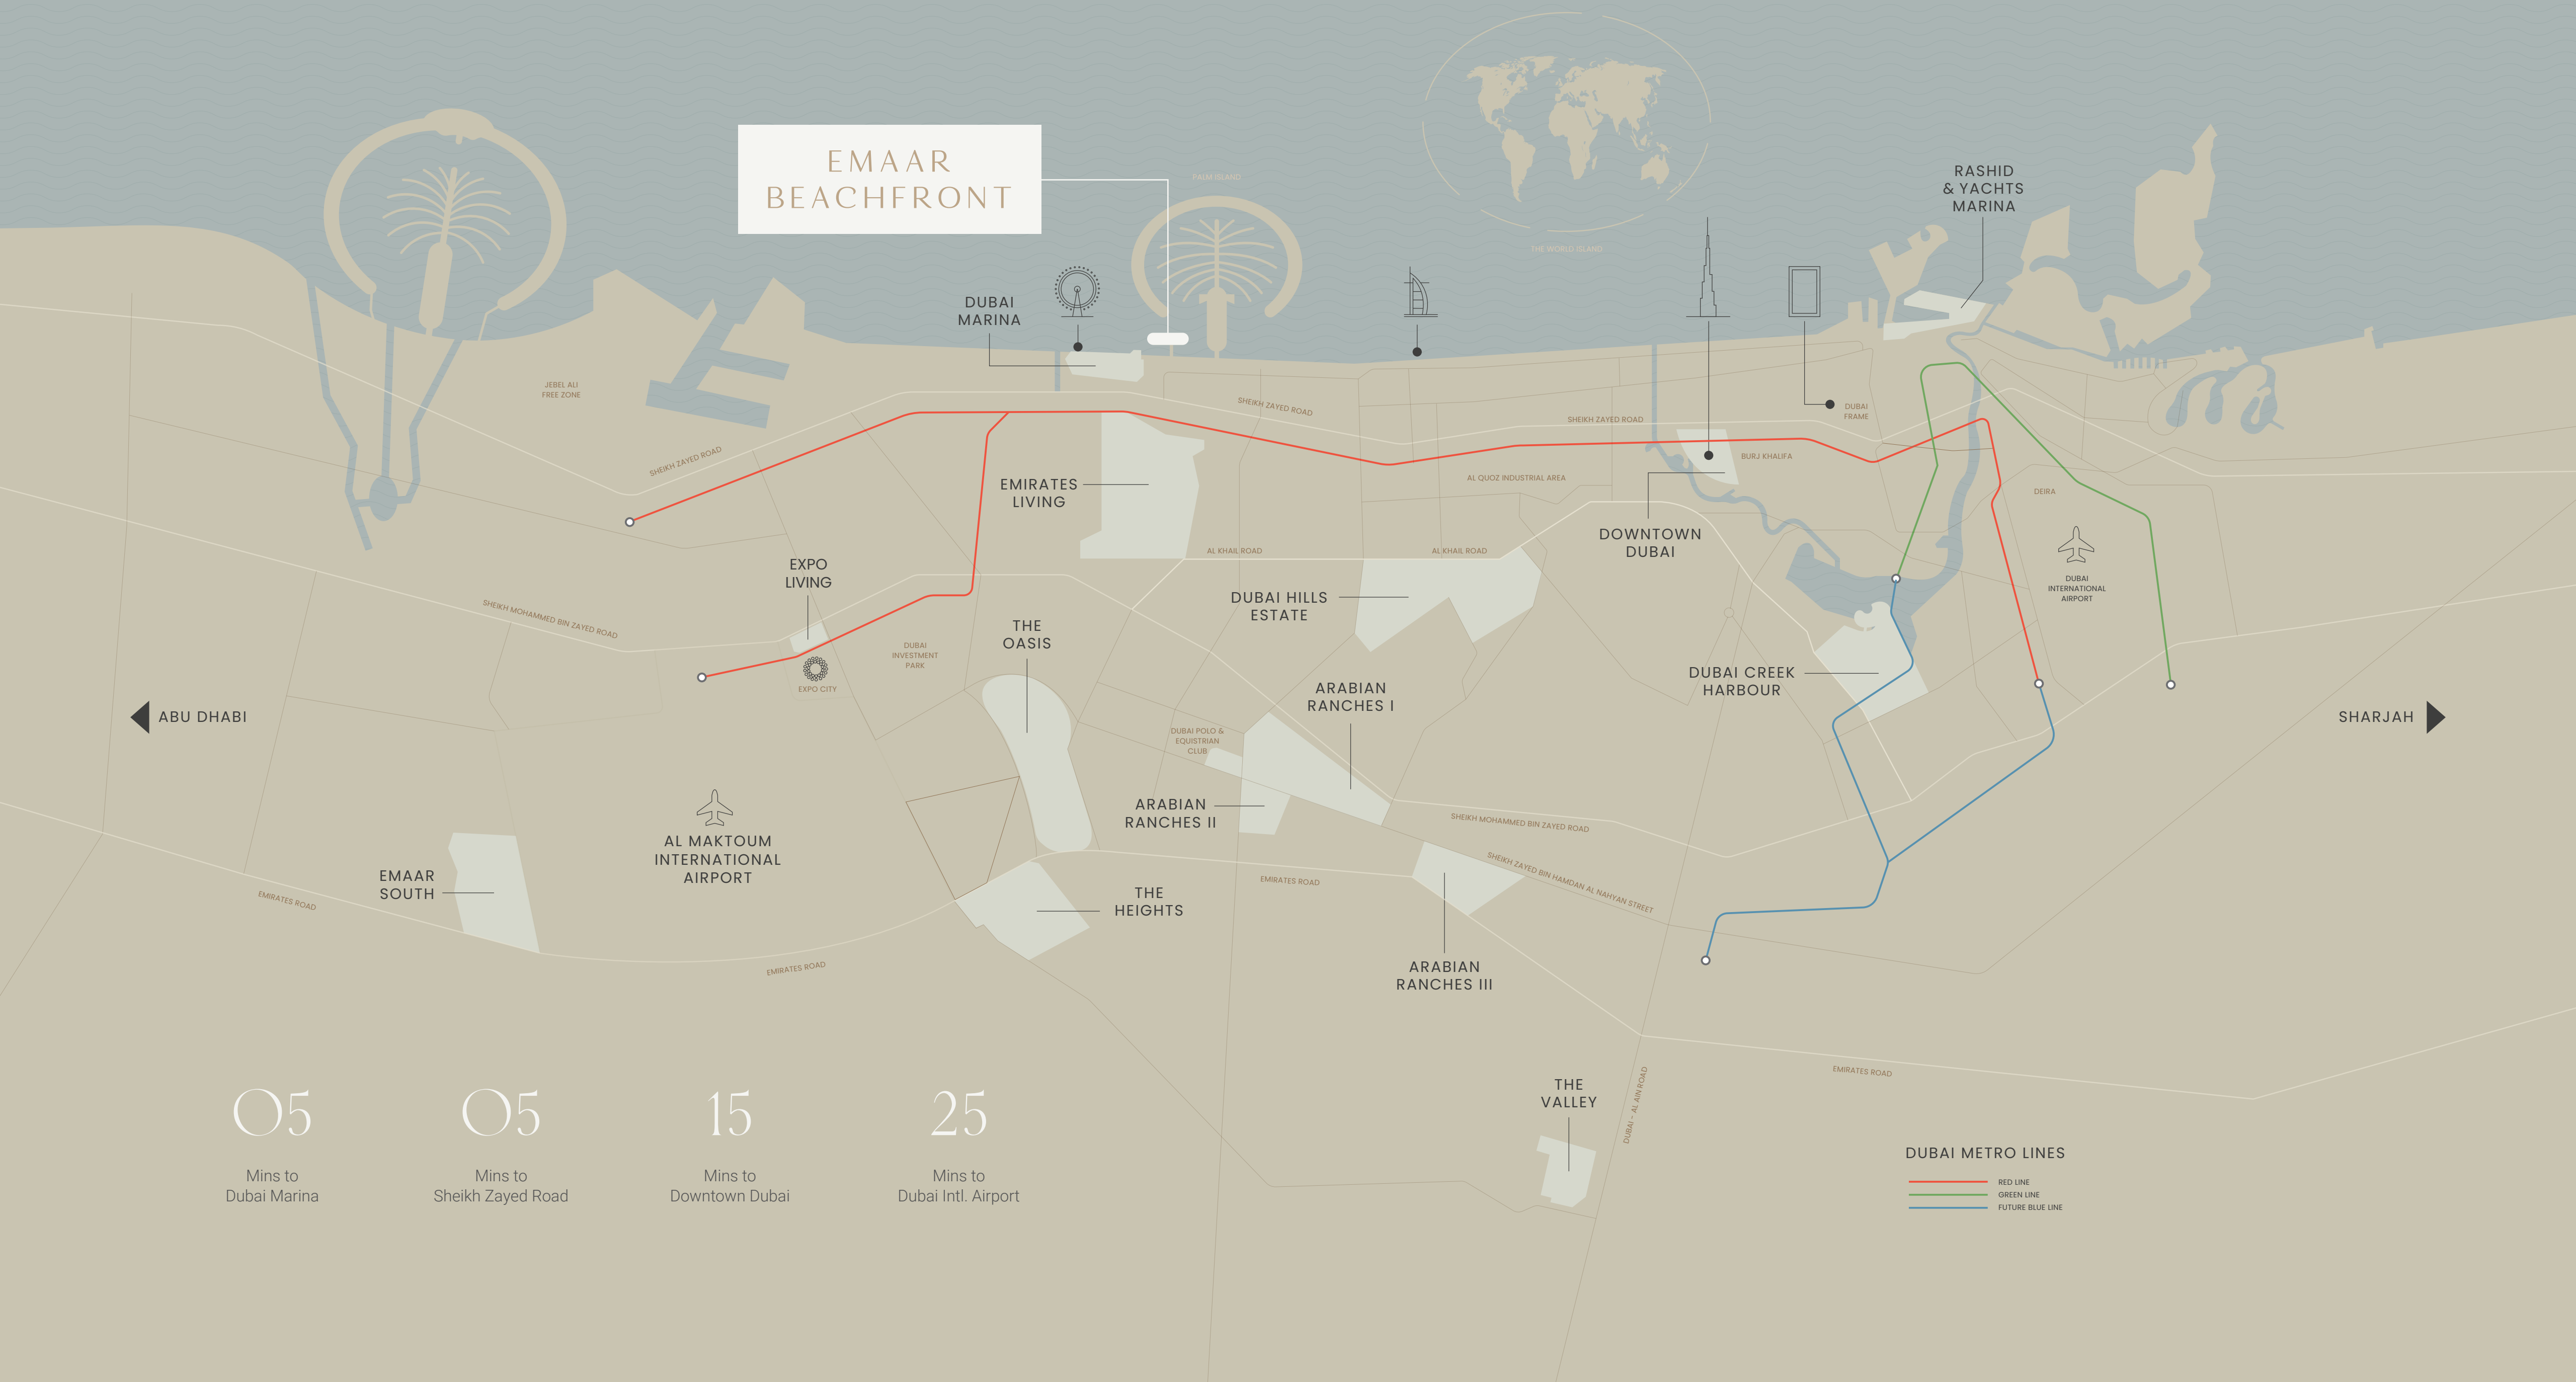 EMAAR
BEACHFRONT
PALM ISLAND
THE WORLD ISLAND
RASHID
& YACHTS
MARINA
DUBAI
MARINA
JEBEL ALI
FREE ZONE
SHEIKH ZAYED ROAD
SHEIKH ZAYED ROAD
SHEIKH ZAYED ROAD
DUBAI
FRAME
BURJ KHALIFA
AL QUOZ INDUSTRIAL AREA
DEIRA
EMIRATES
LIVING
DOWNTOWN
DUBAI
AL KHAIL ROAD
AL KHAIL ROAD
EXPO
LIVING
DUBAI
INTERNATIONAL
AIRPORT
DUBAI HILLS
ESTATE
SHEIKH MOHAMMED BIN ZAYED ROAD
THE
OASIS
DUBAI
INVESTMENT
PARK
EXPO CITY
DUBAI CREEK
HARBOUR
ARABIAN
RANCHES I
ABU DHABI
SHARJAH
DUBAI POLO &
EQUISTRIAN
CLUB
ARABIAN
RANCHES II
SHEIKH MOHAMMED BIN ZAYED ROAD
AL MAKTOUM
INTERNATIONAL
AIRPORT
SHEIKH ZAYED BIN HAMDAN AL NAHYAN STREET
EMAAR
SOUTH
EMIRATES ROAD
EMIRATES ROAD
THE
HEIGHTS
EMIRATES ROAD
ARABIAN
RANCHES III
EMIRATES ROAD
THE
VALLEY
DUBAI - AL AIN ROAD
05
Mins to
Dubai Marina
05
Mins to
Sheikh Zayed Road
15
Mins to
Downtown Dubai
25
Mins to
Dubai Intl. Airport
DUBAI METRO LINES
RED LINE
GREEN LINE
FUTURE BLUE LINE